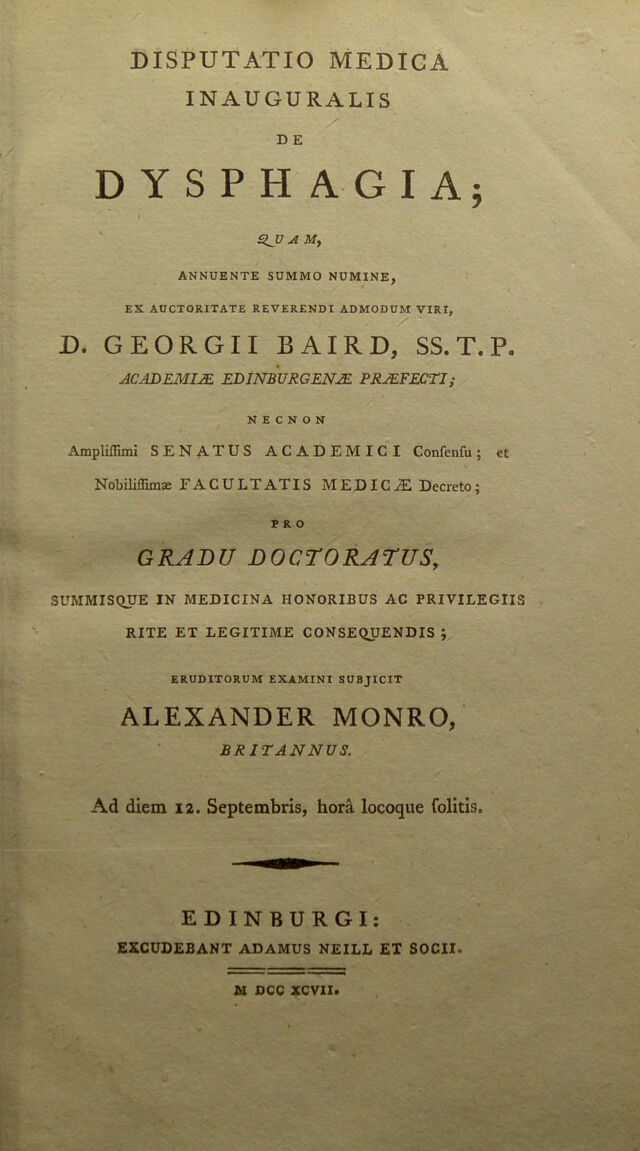 DISPUTATIO MEDICA
INAUGURALIS
DE
DYSPHAGIA;
QUAM,
ANNUENTE SUMMO NUMINE,
EX AUCTORITATE REVERENDI ADMODUM VIRI,
D. GEORGII BAIRD, SS.T.P.
ACADEMIÆ EDINBURGENÆ PRÆFECTI;
NECNON
Ampliſſimi SENATUS ACADEMICI Conſenſu; et
Nobiliſſimæ FACULTATIS MEDICÆ Decreto;
PRO
GRADU DOCTORATUS,
SUMMISQUE IN MEDICINA HONORIBUS AC PRIVILEGIIS
RITE ET LEGITIME CONSEQUENDIS;
ERUDITORUM EXAMINI SUBJICIT
ALEXANDER MONRO,
BRITANNUS.
Ad diem 12. Septembris, horâ locoque ſolitis.
EDINBURGI:
EXCUDEBANT ADAMUS NEILL ET SOCII.
M DCC XCVII.